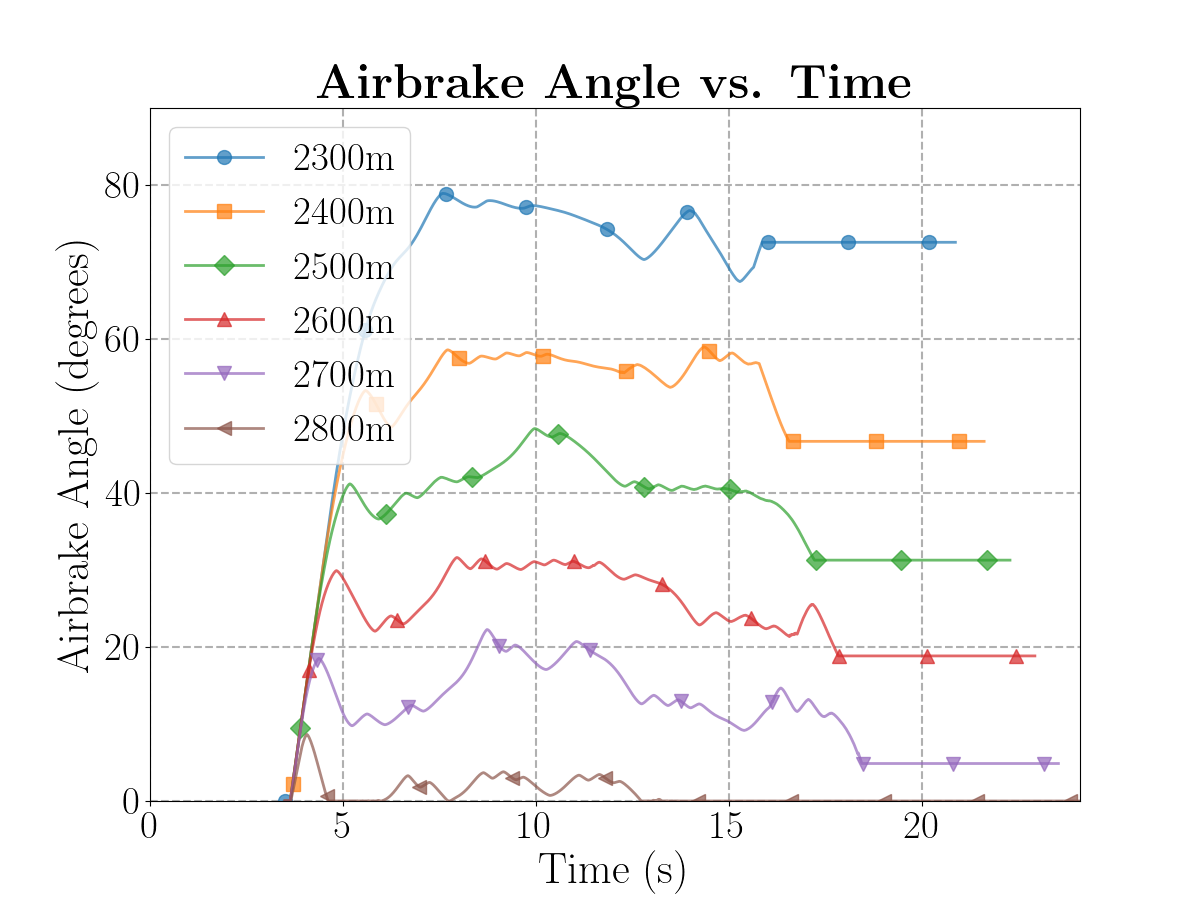 Airbrake Angle vs. Time
2300m
2400m
2500m
2600m
2700m
2800m
Airbrake Angle (degrees)
80
60
40
20
0
0 5 10 15 20
Time (s)